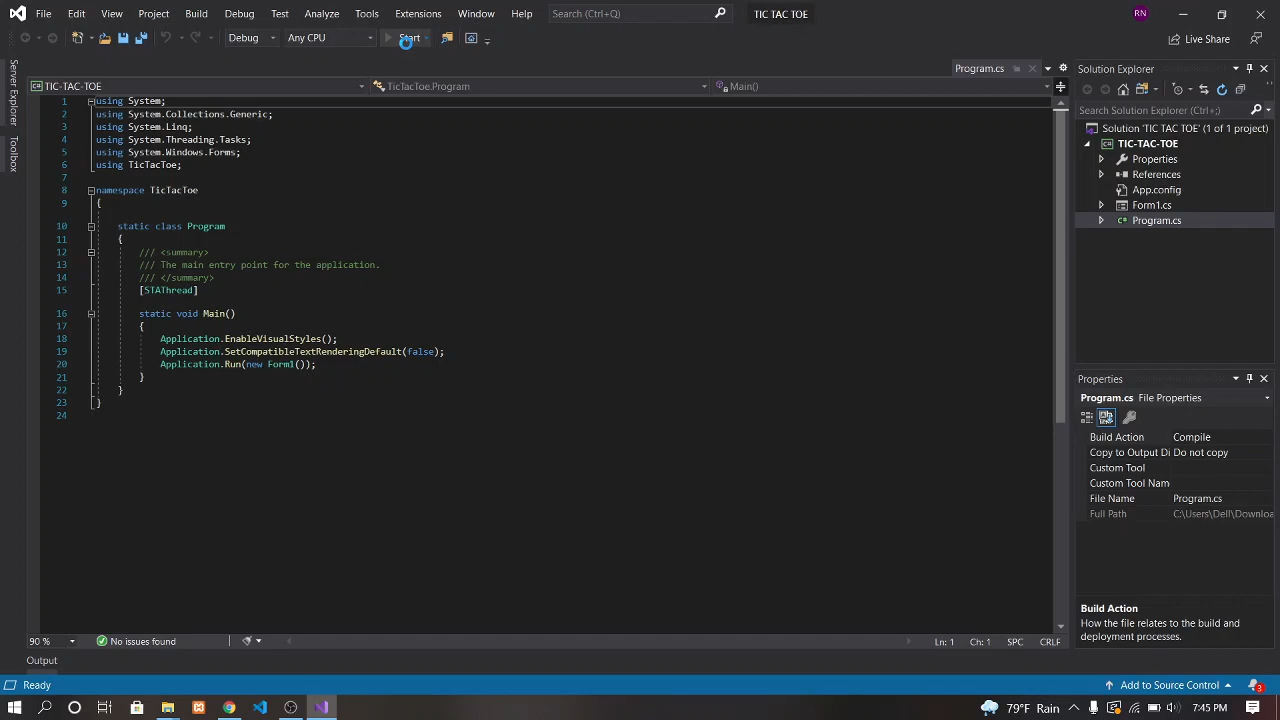 File Edit View Git Project Build Debug Test Analyze Tools Extensions Window Help Search (Ctrl+Q) TIC TAC TOE RN
Debug Any CPU Start Live Share
Server Explorer
Toolbox
Program.cs
TIC-TAC-TOE TicTacToe.Program Main()
1 using System;
2 using System.Collections.Generic;
3 using System.Linq;
4 using System.Threading.Tasks;
5 using System.Windows.Forms;
6 using TicTacToe;
7
8 namespace TicTacToe
9 {
10 static class Program
11 {
12 /// <summary>
13 /// The main entry point for the application.
14 /// </summary>
15 [STAThread]
16 static void Main()
17 {
18 Application.EnableVisualStyles();
19 Application.SetCompatibleTextRenderingDefault(false);
20 Application.Run(new Form1());
21 }
22 }
23 }
24
90 % No issues found Ln: 1 Ch: 1 SPC CRLF
Output
Solution Explorer
Search Solution Explorer (Ctrl+;)
Solution 'TIC TAC TOE' (1 of 1 project)
TIC-TAC-TOE
Properties
References
App.config
Form1.cs
C# Program.cs
Properties
Program.cs File Properties
Build Action Compile
Copy to Output Di Do not copy
Custom Tool
Custom Tool Nam
File Name Program.cs
Full Path C:\Users\Dell\Downloa
Build Action
How the file relates to the build and
deployment processes.
Ready Add to Source Control 3
79°F Rain 7:45 PM